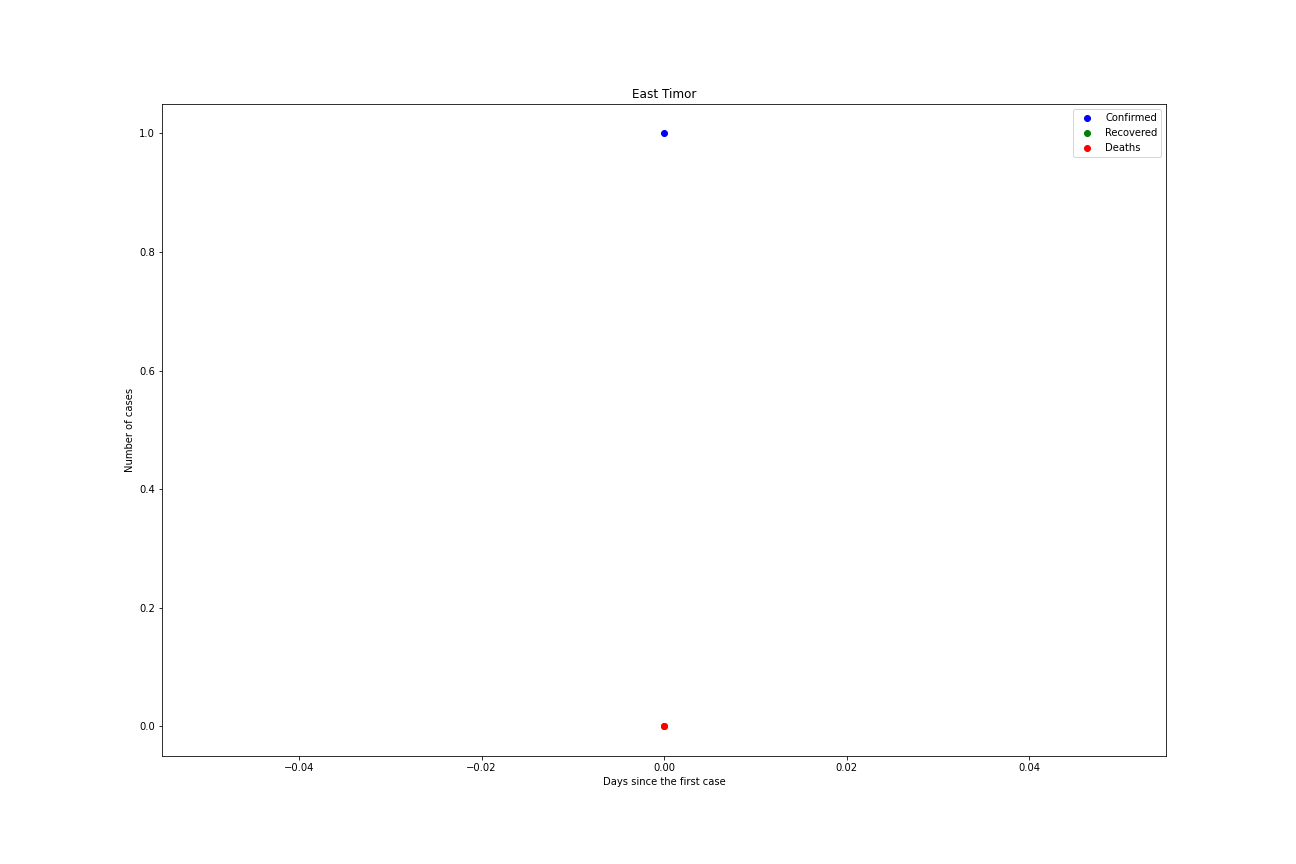 East Timor
Confirmed
Recovered
Deaths
1.0
0.8
0.6
0.4
0.2
0.0
Number of cases
−0.04
−0.02
0.00
0.02
0.04
Days since the first case